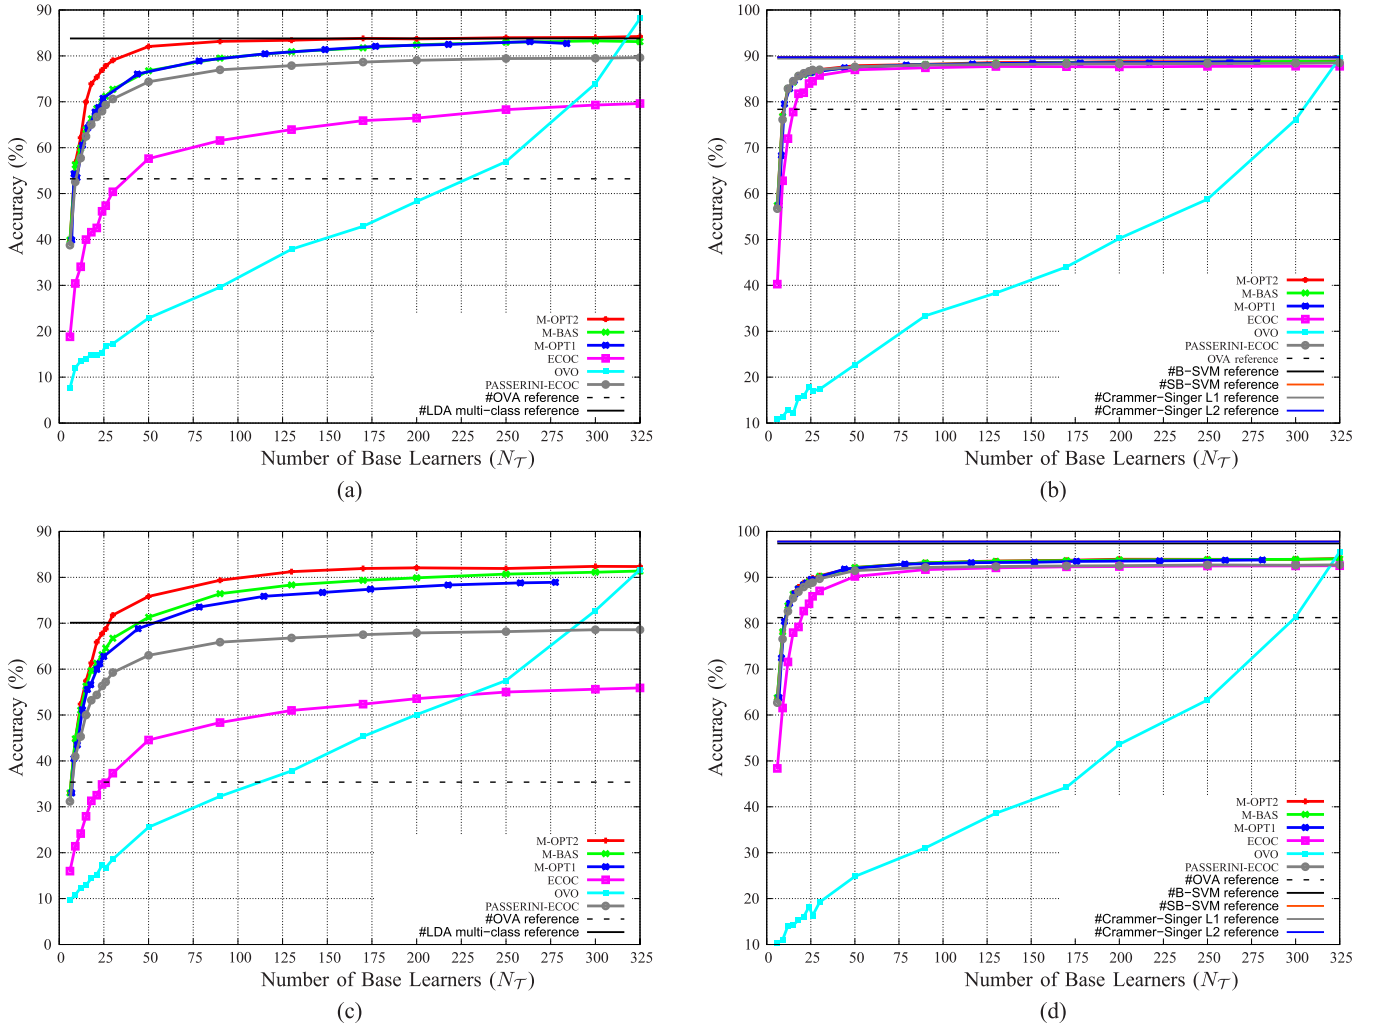 90
80
70
60
50
40
30
20
10
0
Accuracy (%)
M-OPT2
M-BAS
M-OPT1
ECOC
OVO
PASSERINI-ECOC
#OVA reference
#LDA multi-class reference
0 25 50 75 100 125 150 175 200 225 250 275 300 325
Number of Base Learners (N𝒯)
(a)
100
90
80
70
60
50
40
30
20
10
Accuracy (%)
M-OPT2
M-BAS
M-OPT1
ECOC
OVO
PASSERINI-ECOC
OVA reference
#B-SVM reference
#SB-SVM reference
#Crammer-Singer L1 reference
#Crammer-Singer L2 reference
0 25 50 75 100 125 150 175 200 225 250 275 300 325
Number of Base Learners (N𝒯)
(b)
90
80
70
60
50
40
30
20
10
0
Accuracy (%)
M-OPT2
M-BAS
M-OPT1
ECOC
OVO
PASSERINI-ECOC
#OVA reference
#LDA multi-class reference
0 25 50 75 100 125 150 175 200 225 250 275 300 325
Number of Base Learners (N𝒯)
(c)
100
90
80
70
60
50
40
30
20
10
Accuracy (%)
M-OPT2
M-BAS
M-OPT1
ECOC
OVO
PASSERINI-ECOC
#OVA reference
#B-SVM reference
#SB-SVM reference
#Crammer-Singer L1 reference
#Crammer-Singer L2 reference
0 25 50 75 100 125 150 175 200 225 250 275 300 325
Number of Base Learners (N𝒯)
(d)